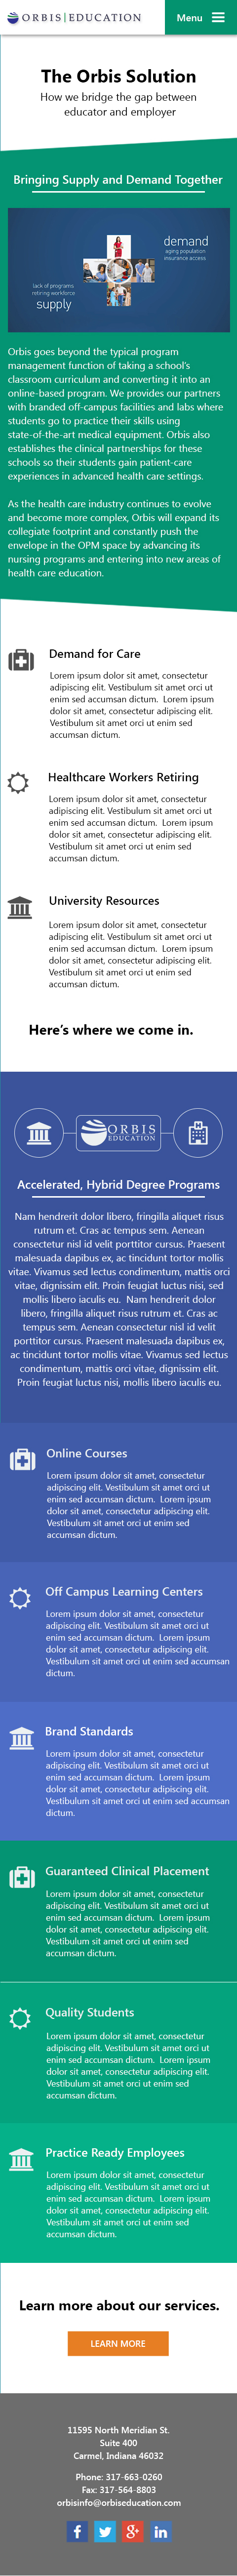 ORBIS|EDUCATION
Menu
The Orbis Solution
How we bridge the gap between
educator and employer
Bringing Supply and Demand Together
demand
aging population
insurance access
lack of programs
retiring workforce
supply
Orbis goes beyond the typical program
management function of taking a school's
classroom curriculum and converting it into an
online-based program. We provides our partners
with branded off-campus facilities and labs where
students go to practice their skills using
state-of-the-art medical equipment. Orbis also
establishes the clinical partnerships for these
schools so their students gain patient-care
experiences in advanced health care settings.
As the health care industry continues to evolve
and become more complex, Orbis will expand its
collegiate footprint and constantly push the
envelope in the OPM space by advancing its
nursing programs and entering into new areas of
health care education.
Demand for Care
Lorem ipsum dolor sit amet, consectetur
adipiscing elit. Vestibulum sit amet orci ut
enim sed accumsan dictum.  Lorem ipsum
dolor sit amet, consectetur adipiscing elit.
Vestibulum sit amet orci ut enim sed
accumsan dictum.
Healthcare Workers Retiring
Lorem ipsum dolor sit amet, consectetur
adipiscing elit. Vestibulum sit amet orci ut
enim sed accumsan dictum.  Lorem ipsum
dolor sit amet, consectetur adipiscing elit.
Vestibulum sit amet orci ut enim sed
accumsan dictum.
University Resources
Lorem ipsum dolor sit amet, consectetur
adipiscing elit. Vestibulum sit amet orci ut
enim sed accumsan dictum.  Lorem ipsum
dolor sit amet, consectetur adipiscing elit.
Vestibulum sit amet orci ut enim sed
accumsan dictum.
Here's where we come in.
ORBIS
EDUCATION
Accelerated, Hybrid Degree Programs
Nam hendrerit dolor libero, fringilla aliquet risus
rutrum et. Cras ac tempus sem. Aenean
consectetur nisl id velit porttitor cursus. Praesent
malesuada dapibus ex, ac tincidunt tortor mollis
vitae. Vivamus sed lectus condimentum, mattis orci
vitae, dignissim elit. Proin feugiat luctus nisi, sed
mollis libero iaculis eu.  Nam hendrerit dolor
libero, fringilla aliquet risus rutrum et. Cras ac
tempus sem. Aenean consectetur nisl id velit
porttitor cursus. Praesent malesuada dapibus ex,
ac tincidunt tortor mollis vitae. Vivamus sed lectus
condimentum, mattis orci vitae, dignissim elit.
Proin feugiat luctus nisi, mollis libero iaculis eu.
Online Courses
Lorem ipsum dolor sit amet, consectetur
adipiscing elit. Vestibulum sit amet orci ut
enim sed accumsan dictum.  Lorem ipsum
dolor sit amet, consectetur adipiscing elit.
Vestibulum sit amet orci ut enim sed
accumsan dictum.
Off Campus Learning Centers
Lorem ipsum dolor sit amet, consectetur
adipiscing elit. Vestibulum sit amet orci ut
enim sed accumsan dictum.  Lorem ipsum
dolor sit amet, consectetur adipiscing elit.
Vestibulum sit amet orci ut enim sed accumsan
dictum.
Brand Standards
Lorem ipsum dolor sit amet, consectetur
adipiscing elit. Vestibulum sit amet orci ut
enim sed accumsan dictum.  Lorem ipsum
dolor sit amet, consectetur adipiscing elit.
Vestibulum sit amet orci ut enim sed accumsan
dictum.
Guaranteed Clinical Placement
Lorem ipsum dolor sit amet, consectetur
adipiscing elit. Vestibulum sit amet orci ut
enim sed accumsan dictum.  Lorem ipsum
dolor sit amet, consectetur adipiscing elit.
Vestibulum sit amet orci ut enim sed
accumsan dictum.
Quality Students
Lorem ipsum dolor sit amet, consectetur
adipiscing elit. Vestibulum sit amet orci ut
enim sed accumsan dictum.  Lorem ipsum
dolor sit amet, consectetur adipiscing elit.
Vestibulum sit amet orci ut enim sed
accumsan dictum.
Practice Ready Employees
Lorem ipsum dolor sit amet, consectetur
adipiscing elit. Vestibulum sit amet orci ut
enim sed accumsan dictum.  Lorem ipsum
dolor sit amet, consectetur adipiscing elit.
Vestibulum sit amet orci ut enim sed
accumsan dictum.
Learn more about our services.
LEARN MORE
11595 North Meridian St.
Suite 400
Carmel, Indiana 46032
Phone: 317-663-0260
Fax: 317-564-8803
orbisinfo@orbiseducation.com